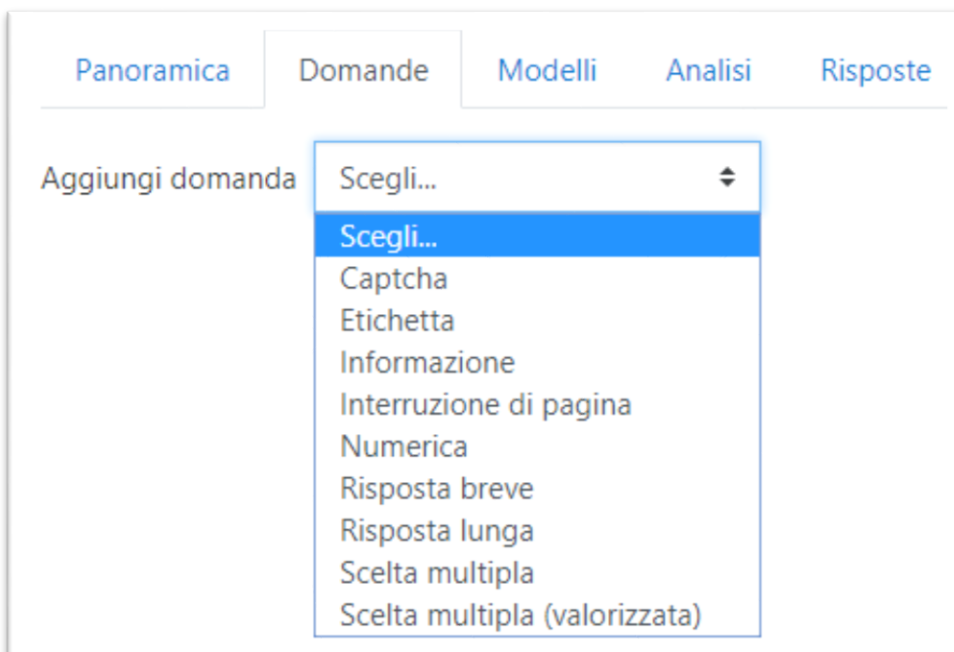 Panoramica Domande Modelli Analisi Risposte
Aggiungi domanda Scegli...
Scegli...
Captcha
Etichetta
Informazione
Interruzione di pagina
Numerica
Risposta breve
Risposta lunga
Scelta multipla
Scelta multipla (valorizzata)